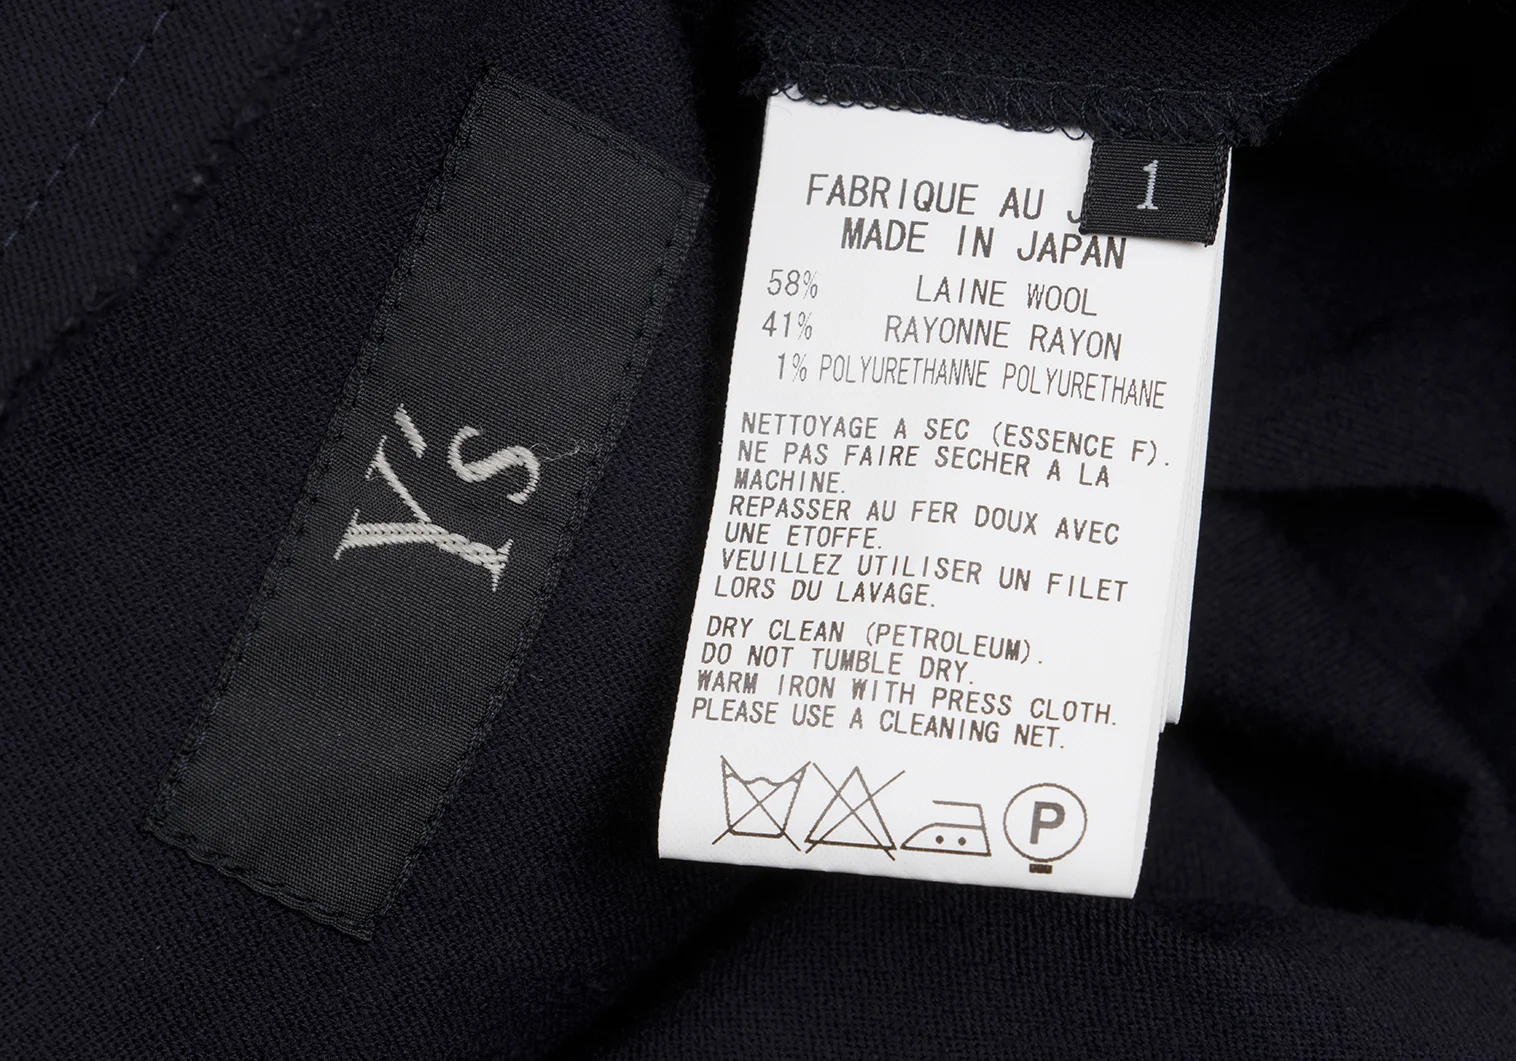 Y's
1
FABRIQUE AU J
MADE IN JAPAN
58% LAINE WOOL
41% RAYONNE RAYON
1% POLYURETHANNE POLYURETHANE
NETTOYAGE A SEC (ESSENCE F).
NE PAS FAIRE SECHER A LA
MACHINE.
REPASSER AU FER DOUX AVEC
UNE ETOFFE.
VEUILLEZ UTILISER UN FILET
LORS DU LAVAGE.
DRY CLEAN (PETROLEUM).
DO NOT TUMBLE DRY.
WARM IRON WITH PRESS CLOTH.
PLEASE USE A CLEANING NET.
P